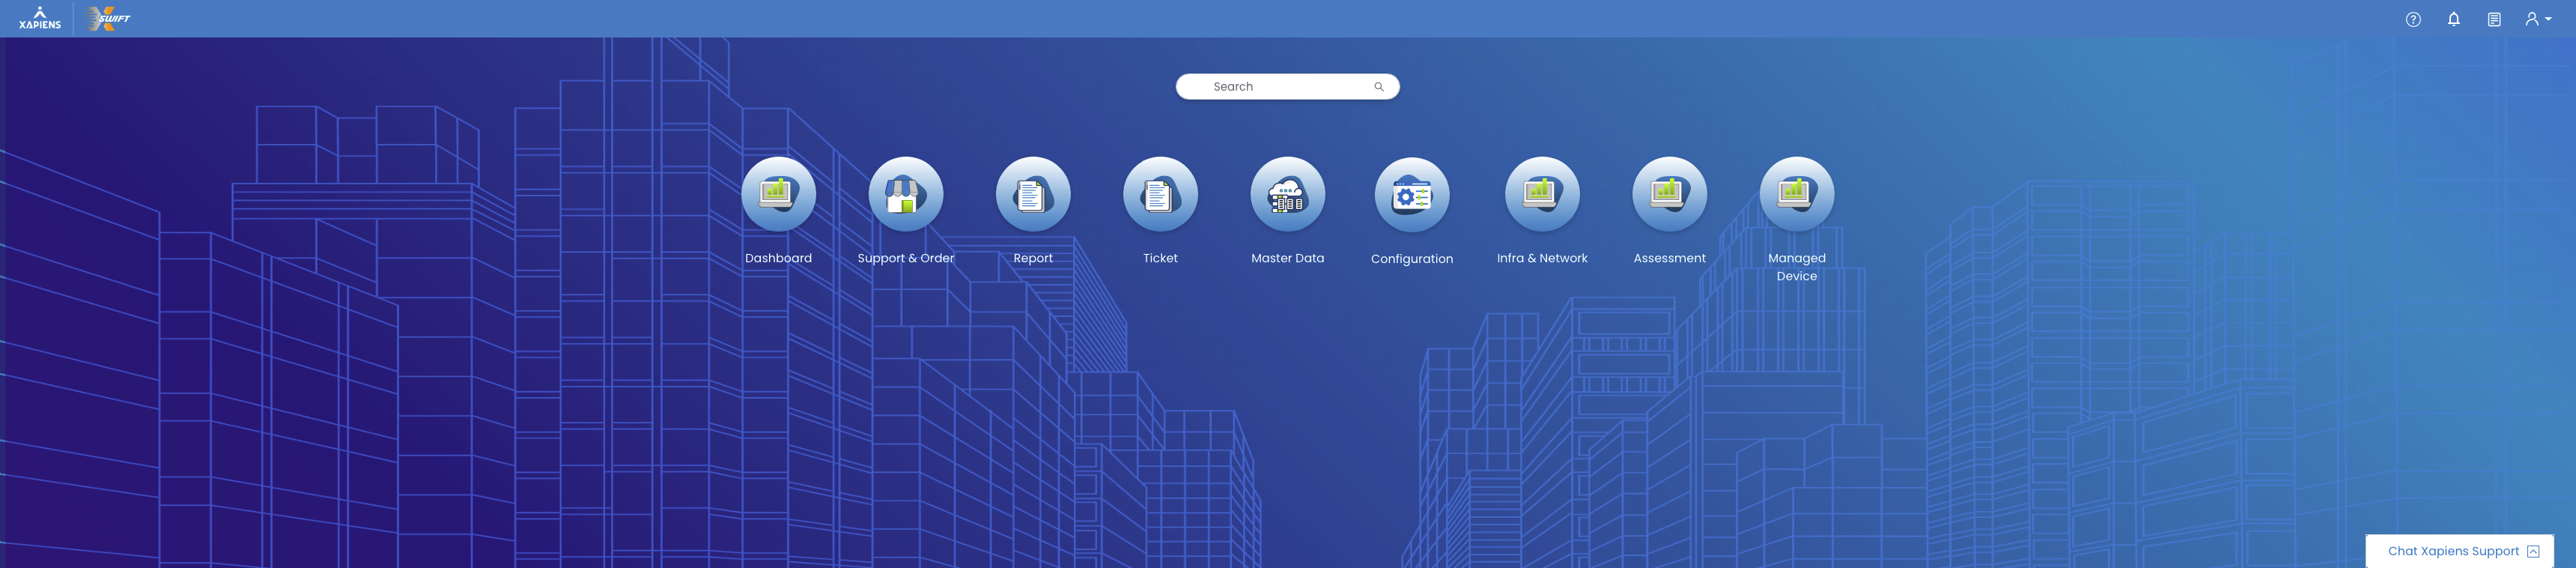 XAPIENS
SWIFT
Search
Dashboard
Support & Order
Report
Ticket
Master Data
Configuration
Infra & Network
Assessment
Managed
Device
Chat Xapiens Support